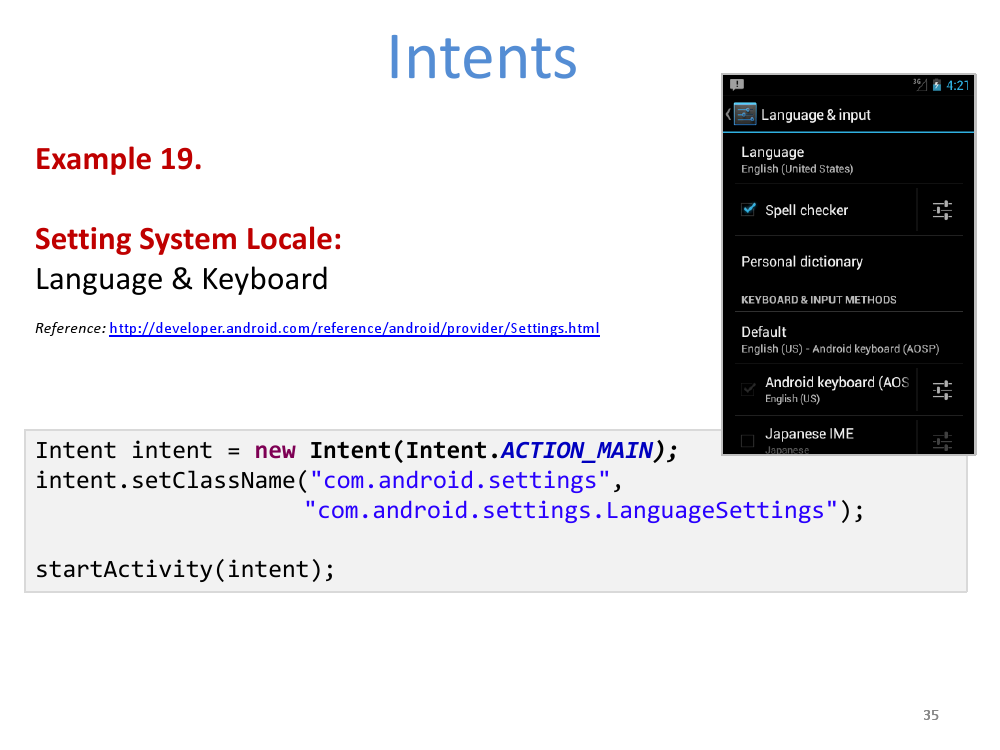 Intents
Example 19.
Setting System Locale:
Language & Keyboard
Reference: http://developer.android.com/reference/android/provider/Settings.html
3G 4:21
Language & input
Language
English (United States)
Spell checker
Personal dictionary
KEYBOARD & INPUT METHODS
Default
English (US) - Android keyboard (AOSP)
Android keyboard (AOS
English (US)
Japanese IME
Japanese
Intent intent = new Intent(Intent.ACTION_MAIN);
intent.setClassName("com.android.settings",
"com.android.settings.LanguageSettings");
startActivity(intent);
35